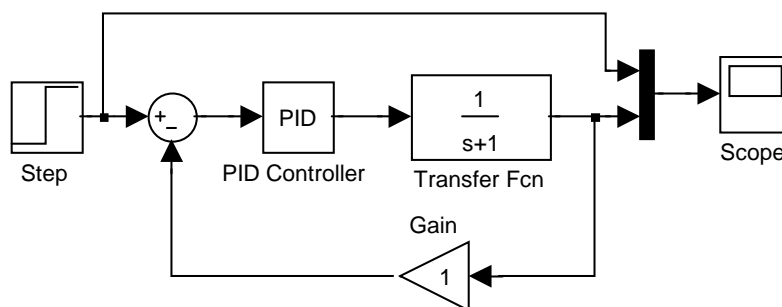 Step
+
−
PID
PID Controller
1
s+1
Transfer Fcn
Scope
Gain
1